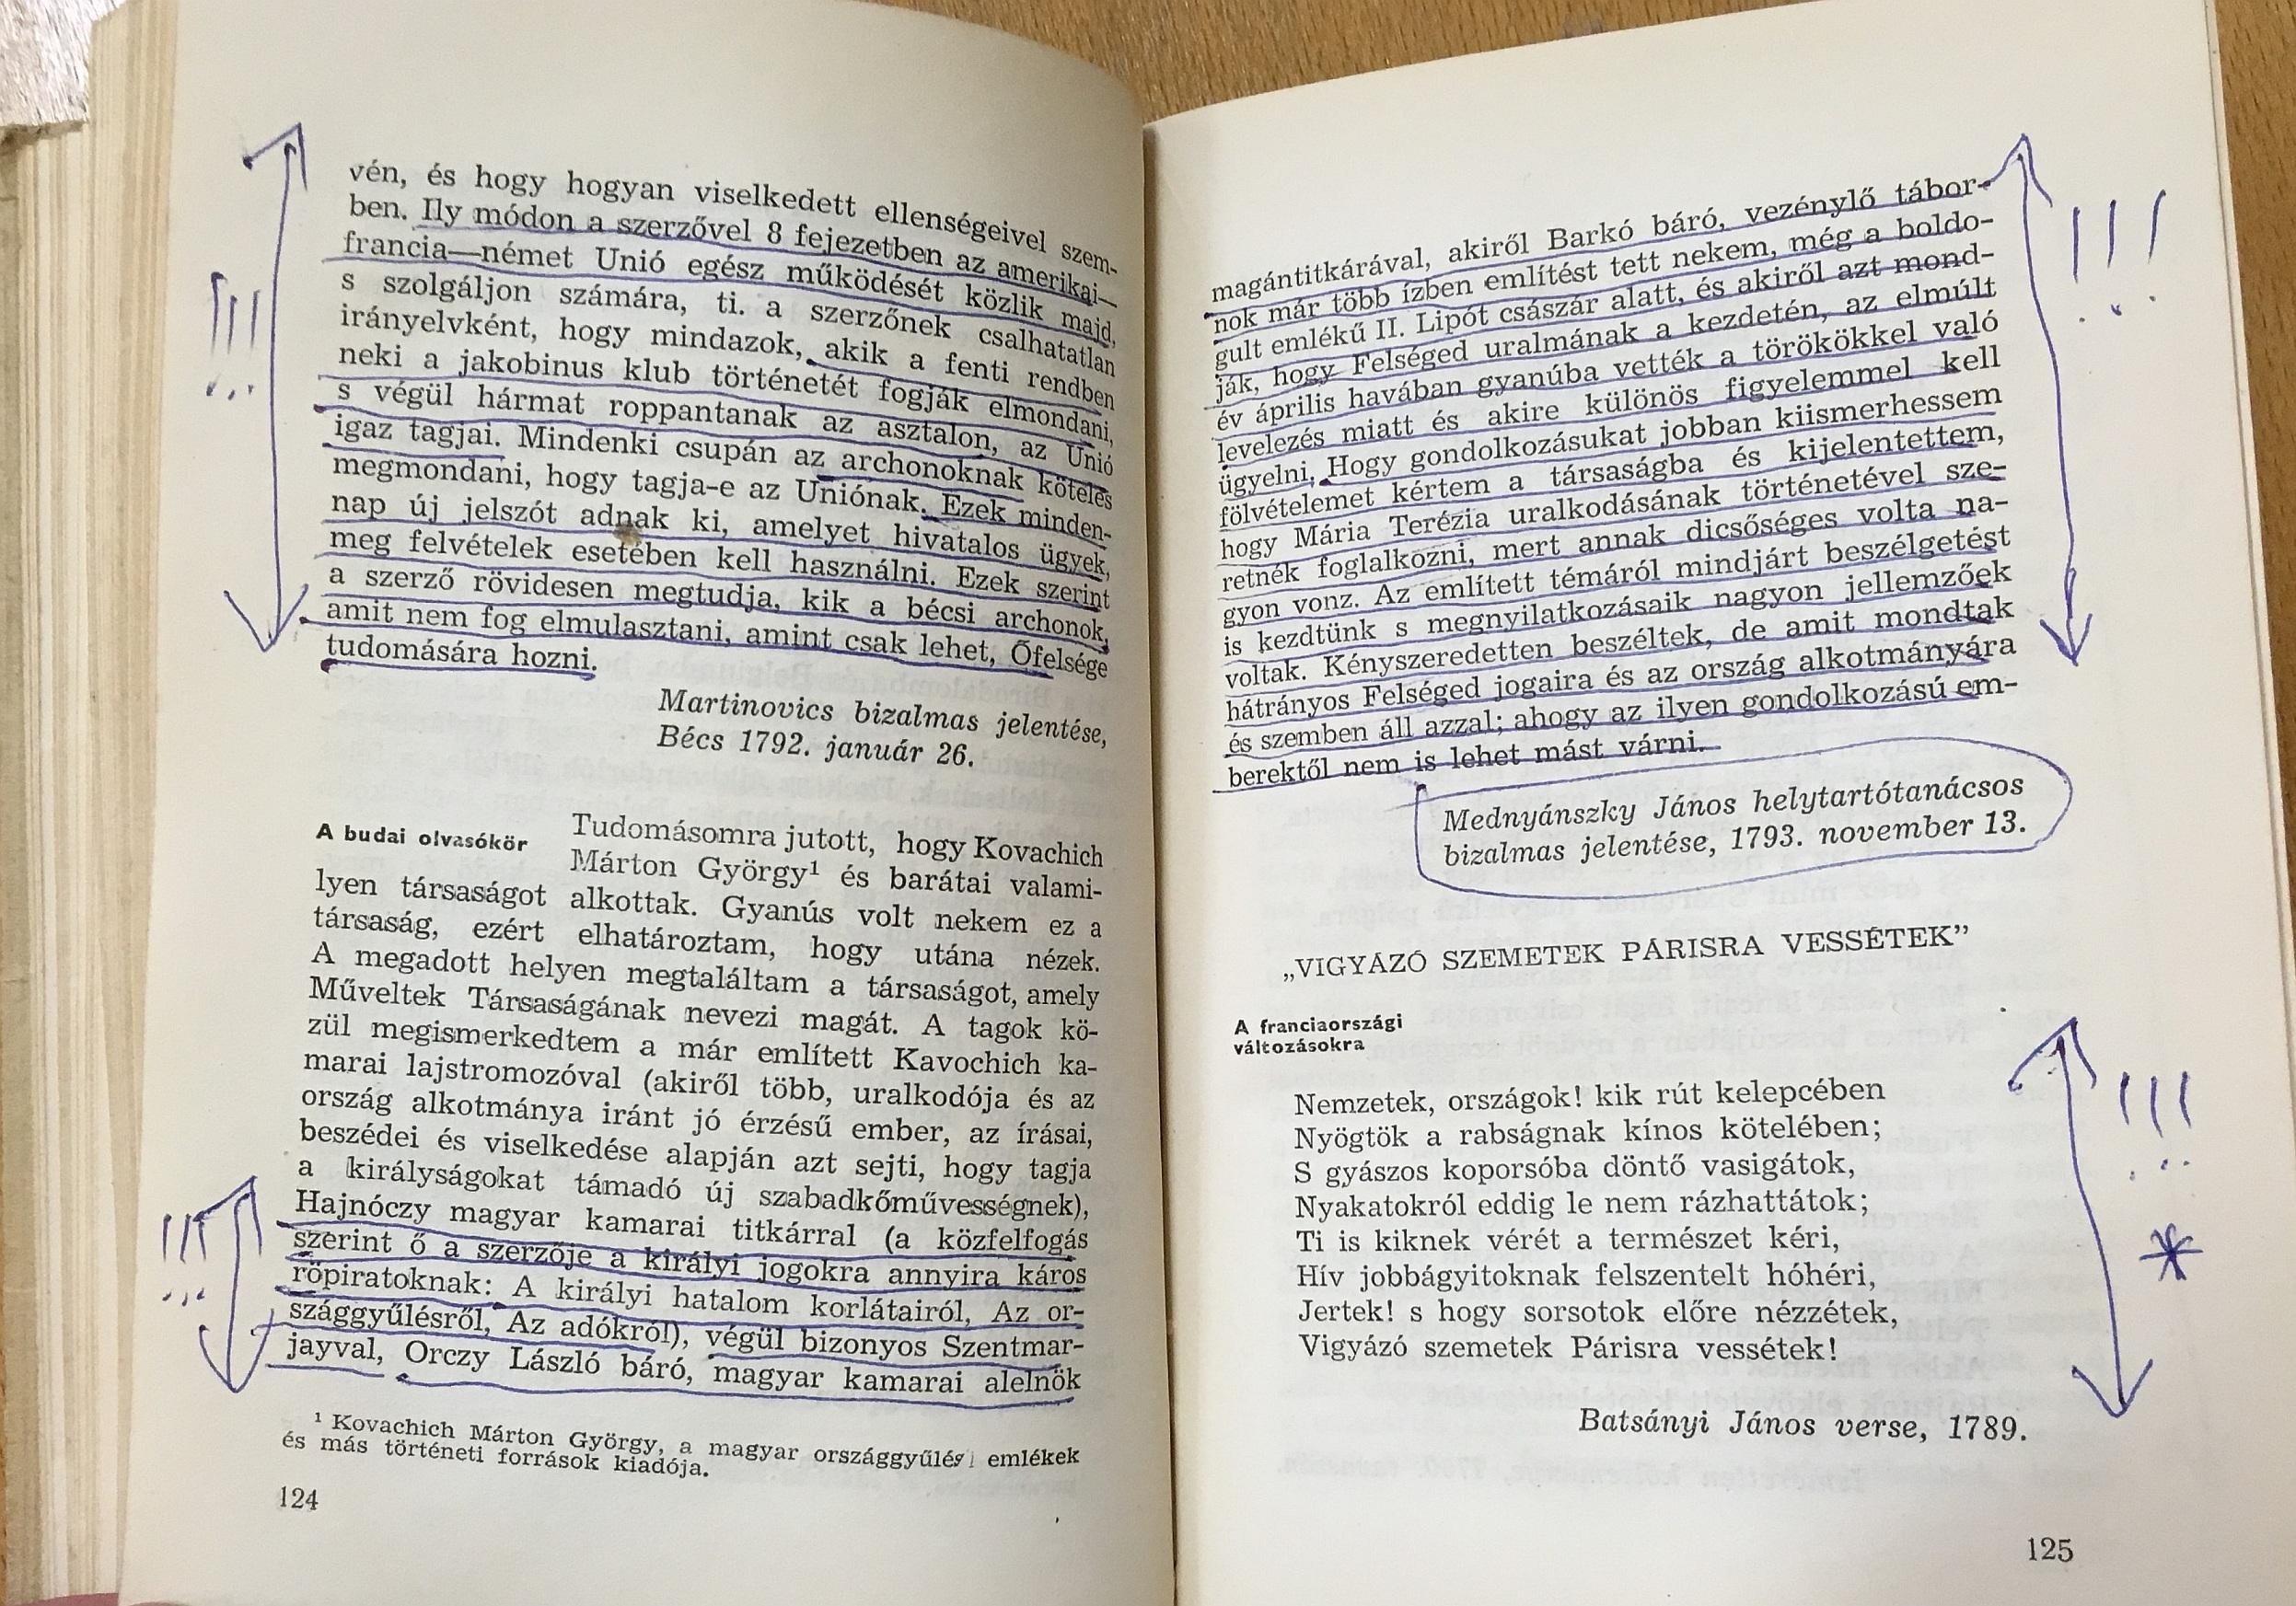 vén, és hogy hogyan viselkedett ellenségeivel szem-
ben. Ily módon a szerzővel 8 fejezetben az amerikai—
francia—német Unió egész működését közlik majd,
s szolgáljon számára, ti. a szerzőnek csalhatatlan
irányelvként, hogy mindazok, akik a fenti rendben
neki a jakobinus klub történetét fogják elmondani,
s végül hármat roppantanak az asztalon, az Unió
igaz tagjai. Mindenki csupán az archonoknak köteles
megmondani, hogy tagja-e az Uniónak. Ezek minden-
nap új jelszót adnak ki, amelyet hivatalos ügyek,
meg felvételek esetében kell használni. Ezek szerint
a szerző rövidesen megtudja, kik a bécsi archonok,
amit nem fog elmulasztani, amint csak lehet, Őfelsége
tudomására hozni.
Martinovics bizalmas jelentése,
Bécs 1792. január 26.
A budai olvasókör
Tudomásomra jutott, hogy Kovachich
Márton György¹ és barátai valami-
lyen társaságot alkottak. Gyanús volt nekem ez a
társaság, ezért elhatároztam, hogy utána nézek.
A megadott helyen megtaláltam a társaságot, amely
Műveltek Társaságának nevezi magát. A tagok kö-
zül megismerkedtem a már említett Kavochich ka-
marai lajstromozóval (akiről több, uralkodója és az
ország alkotmánya iránt jó érzésű ember, az írásai,
beszédei és viselkedése alapján azt sejti, hogy tagja
a királyságokat támadó új szabadkőművességnek),
Hajnóczy magyar kamarai titkárral (a közfelfogás
szerint ő a szerzője a királyi jogokra annyira káros
röpiratoknak: A királyi hatalom korlátairól, Az or-
szággyűlésről, Az adókról), végül bizonyos Szentmar-
jayval, Orczy László báró, magyar kamarai alelnök
¹ Kovachich Márton György, a magyar országgyűlési emlékek
és más történeti források kiadója.
124
magántitkárával, akiről Barkó báró, vezénylő tábor-
nok már több ízben említést tett nekem, még a boldo-
gult emlékű II. Lipót császár alatt, és akiről azt mond-
ják, hogy Felséged uralmának a kezdetén, az elmúlt
év április havában gyanúba vették a törökökkel való
levelezés miatt és akire különös figyelemmel kell
ügyelni. Hogy gondolkozásukat jobban kiismerhessem
fölvételemet kértem a társaságba és kijelentettem,
hogy Mária Terézia uralkodásának történetével sze-
retnék foglalkozni, mert annak dicsőséges volta na-
gyon vonz. Az említett témáról mindjárt beszélgetést
is kezdtünk s megnyilatkozásaik nagyon jellemzőek
voltak. Kényszeredetten beszéltek, de amit mondtak
hátrányos Felséged jogaira és az ország alkotmányára
és szemben áll azzal; ahogy az ilyen gondolkozású em-
berektől nem is lehet mást várni.
Mednyánszky János helytartótanácsos
bizalmas jelentése, 1793. november 13.
„VIGYÁZÓ SZEMETEK PÁRISRA VESSÉTEK”
A franciaországi
változásokra
Nemzetek, országok! kik rút kelepcében
Nyögtök a rabságnak kínos kötelében;
S gyászos koporsóba döntő vasigátok,
Nyakatokról eddig le nem rázhattátok;
Ti is kiknek vérét a természet kéri,
Hív jobbágyitoknak felszentelt hóhéri,
Jertek! s hogy sorsotok előre nézzétek,
Vigyázó szemetek Párisra vessétek!
Batsányi János verse, 1789.
125
!!!
!!!
!!!
!!!
*